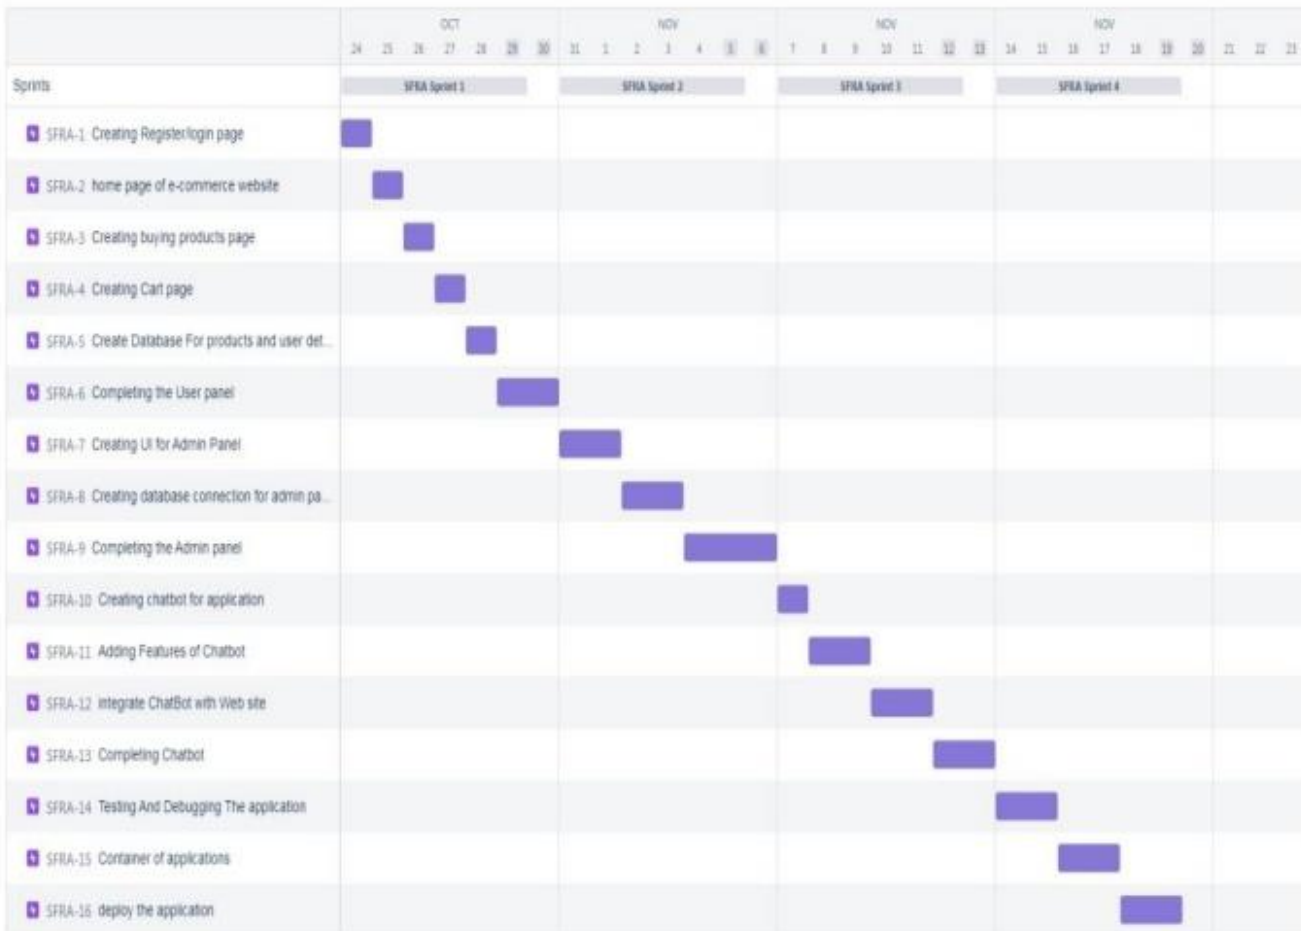 OCT NOV NOV NOV
24 25 26 27 28 29 30 31 1 2 3 4 5 6 7 8 9 10 11 12 13 14 15 16 17 18 19 20 21 22 23
Sprints SFRA Sprint 1 SFRA Sprint 2 SFRA Sprint 3 SFRA Sprint 4
SFRA-1 Creating Register/login page
SFRA-2 home page of e-commerce website
SFRA-3 Creating buying products page
SFRA-4 Creating Cart page
SFRA-5 Create Database For products and user det...
SFRA-6 Completing the User panel
SFRA-7 Creating UI for Admin Panel
SFRA-8 Creating database connection for admin pa...
SFRA-9 Completing the Admin panel
SFRA-10 Creating chatbot for application
SFRA-11 Adding Features of Chatbot
SFRA-12 integrate ChatBot with Web site
SFRA-13 Completing Chatbot
SFRA-14 Testing And Debugging The application
SFRA-15 Container of applications
SFRA-16 deploy the application